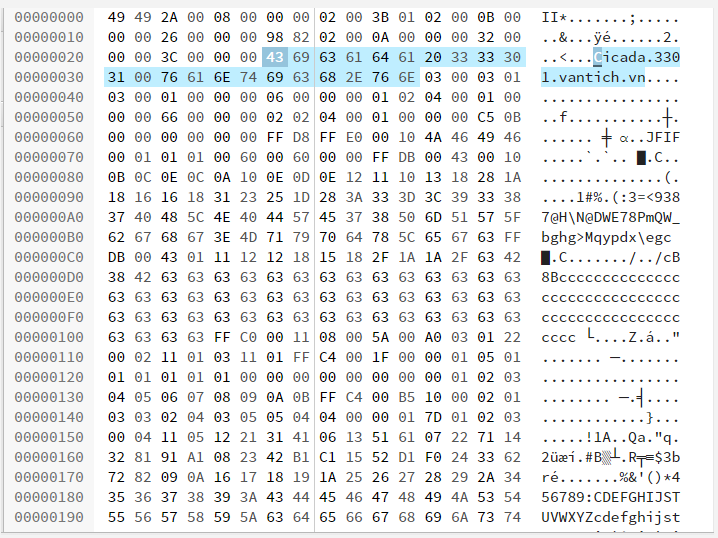 00000000 49 49 2A 00 08 00 00 00 02 00 3B 01 02 00 0B 00 II*.......;.....
00000010 00 00 26 00 00 00 98 82 02 00 0A 00 00 00 32 00 ..&...ÿé......2.
00000020 00 00 3C 00 00 00 43 69 63 61 64 61 20 33 33 30 ..<...Cicada.330
00000030 31 00 76 61 6E 74 69 63 68 2E 76 6E 03 00 03 01 1.vantich.vn....
00000040 03 00 01 00 00 00 06 00 00 00 01 02 04 00 01 00 ................
00000050 00 00 66 00 00 00 02 02 04 00 01 00 00 00 C5 0B ..f...........┼.
00000060 00 00 00 00 00 00 FF D8 FF E0 00 10 4A 46 49 46 ...... ╪ α..JFIF
00000070 00 01 01 01 00 60 00 60 00 00 FF DB 00 43 00 10 .....`.`.. █.C..
00000080 0B 0C 0E 0C 0A 10 0E 0D 0E 12 11 10 13 18 28 1A ..............(.
00000090 18 16 16 18 31 23 25 1D 28 3A 33 3D 3C 39 33 38 ....1#%.(:3=<938
000000A0 37 40 48 5C 4E 40 44 57 45 37 38 50 6D 51 57 5F 7@H\N@DWE78PmQW_
000000B0 62 67 68 67 3E 4D 71 79 70 64 78 5C 65 67 63 FF bghg>Mqypdx\egc
000000C0 DB 00 43 01 11 12 12 18 15 18 2F 1A 1A 2F 63 42 █.C......./../cB
000000D0 38 42 63 63 63 63 63 63 63 63 63 63 63 63 63 63 8Bcccccccccccccc
000000E0 63 63 63 63 63 63 63 63 63 63 63 63 63 63 63 63 cccccccccccccccc
000000F0 63 63 63 63 63 63 63 63 63 63 63 63 63 63 63 63 cccccccccccccccc
00000100 63 63 63 63 FF C0 00 11 08 00 5A 00 A0 03 01 22 cccc └....Z.á.."
00000110 00 02 11 01 03 11 01 FF C4 00 1F 00 00 01 05 01 ....... ─.......
00000120 01 01 01 01 01 00 00 00 00 00 00 00 00 01 02 03 ................
00000130 04 05 06 07 08 09 0A 0B FF C4 00 B5 10 00 02 01 ........ ─.╡....
00000140 03 03 02 04 03 05 05 04 04 00 00 01 7D 01 02 03 ............}...
00000150 00 04 11 05 12 21 31 41 06 13 51 61 07 22 71 14 .....!1A..Qa."q.
00000160 32 81 91 A1 08 23 42 B1 C1 15 52 D1 F0 24 33 62 2üæí.#B▒┴.R╤≡$3b
00000170 72 82 09 0A 16 17 18 19 1A 25 26 27 28 29 2A 34 ré.......%&'()*4
00000180 35 36 37 38 39 3A 43 44 45 46 47 48 49 4A 53 54 56789:CDEFGHIJST
00000190 55 56 57 58 59 5A 63 64 65 66 67 68 69 6A 73 74 UVWXYZcdefghijst